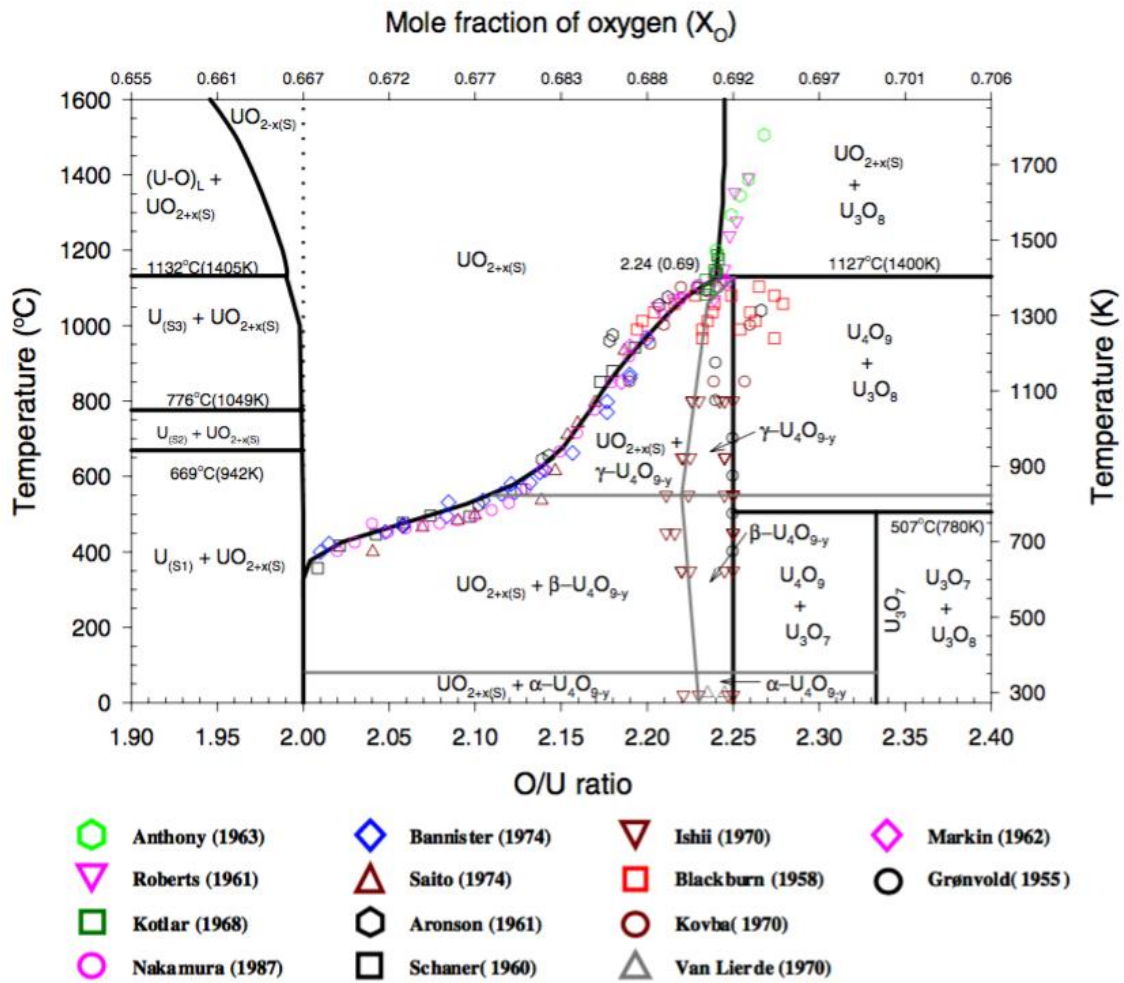 Mole fraction of oxygen (X_O)
0.655 0.661 0.667 0.672 0.677 0.683 0.688 0.692 0.697 0.701 0.706
Temperature (ºC)
1600
1400
1200
1000
800
600
400
200
0
UO2-x(S)
(U-O)L +
UO2+x(S)
1132°C(1405K)
U(S3) + UO2+x(S)
776°C(1049K)
U(S2) + UO2+x(S)
669°C(942K)
U(S1) + UO2+x(S)
UO2+x(S)
2.24 (0.69)
UO2+x(S)
+
U3O8
1127°C(1400K)
U4O9
+
U3O8
UO2+x(S) +
γ-U4O9-y
γ-U4O9-y
507°C(780K)
β-U4O9-y
UO2+x(S) + β-U4O9-y
U4O9
+
U3O7
U3O7
U3O7
+
U3O8
UO2+x(S) + α-U4O9-y
α-U4O9-y
Temperature (K)
1700
1500
1300
1100
900
700
500
300
1.90 1.95 2.00 2.05 2.10 2.15 2.20 2.25 2.30 2.35 2.40
O/U ratio
Anthony (1963) Bannister (1974) Ishii (1970) Markin (1962)
Roberts (1961) Saito (1974) Blackburn (1958) Grønvold( 1955)
Kotlar (1968) Aronson (1961) Kovba( 1970)
Nakamura (1987) Schaner( 1960) Van Lierde (1970)